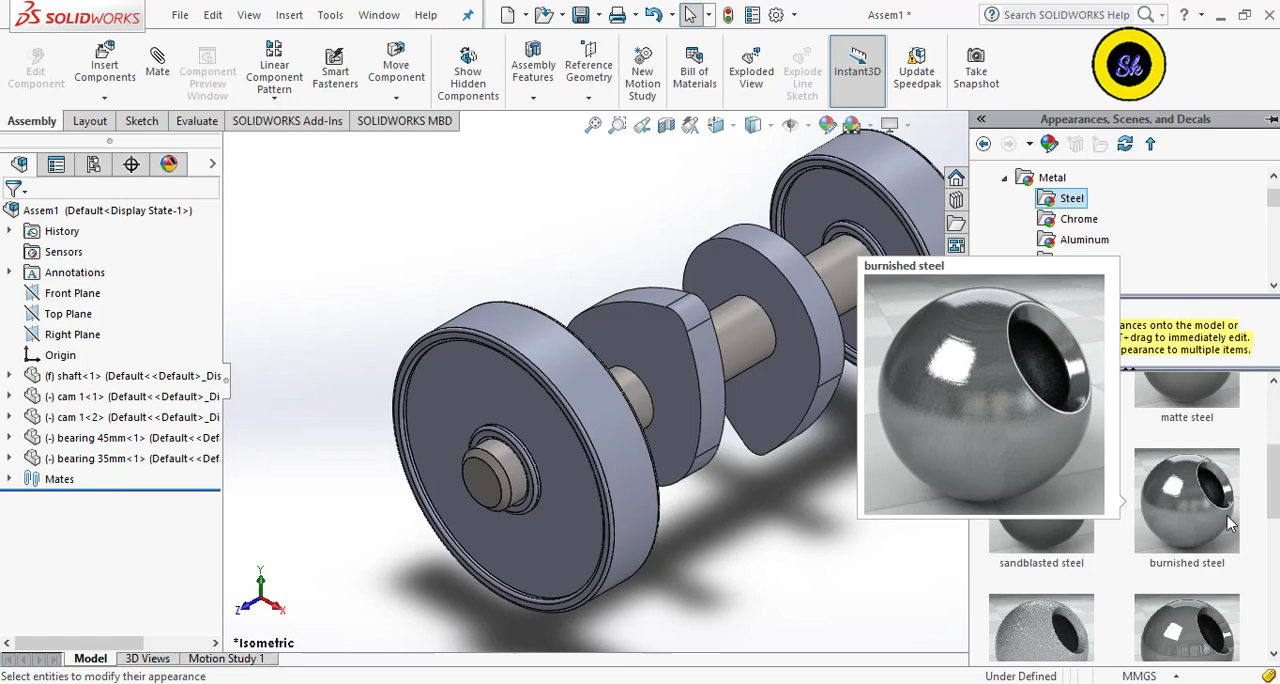 SOLIDWORKS
File Edit View Insert Tools Window Help
Assem1 *
Search SOLIDWORKS Help
?
Edit Component
Insert Components
Mate
Component Preview Window
Linear Component Pattern
Smart Fasteners
Move Component
Show Hidden Components
Assembly Features
Reference Geometry
New Motion Study
Bill of Materials
Exploded View
Explode Line Sketch
Instant3D
Update Speedpak
Take Snapshot
Sk
Assembly Layout Sketch Evaluate SOLIDWORKS Add-Ins SOLIDWORKS MBD
Appearances, Scenes, and Decals
Assem1 (Default<Display State-1>)
History
Sensors
Annotations
Front Plane
Top Plane
Right Plane
Origin
(f) shaft<1> (Default<<Default>_Dis
(-) cam 1<1> (Default<<Default>_Di
(-) cam 1<2> (Default<<Default>_Di
(-) bearing 45mm<1> (Default<<Def
(-) bearing 35mm<1> (Default<<Def
Mates
Metal
Steel
Chrome
Aluminum
burnished steel
ances onto the model or
T+drag to immediately edit.
pearance to multiple items.
matte steel
sandblasted steel
burnished steel
Y
Z
X
*Isometric
Model 3D Views Motion Study 1
Select entities to modify their appearance
Under Defined
MMGS